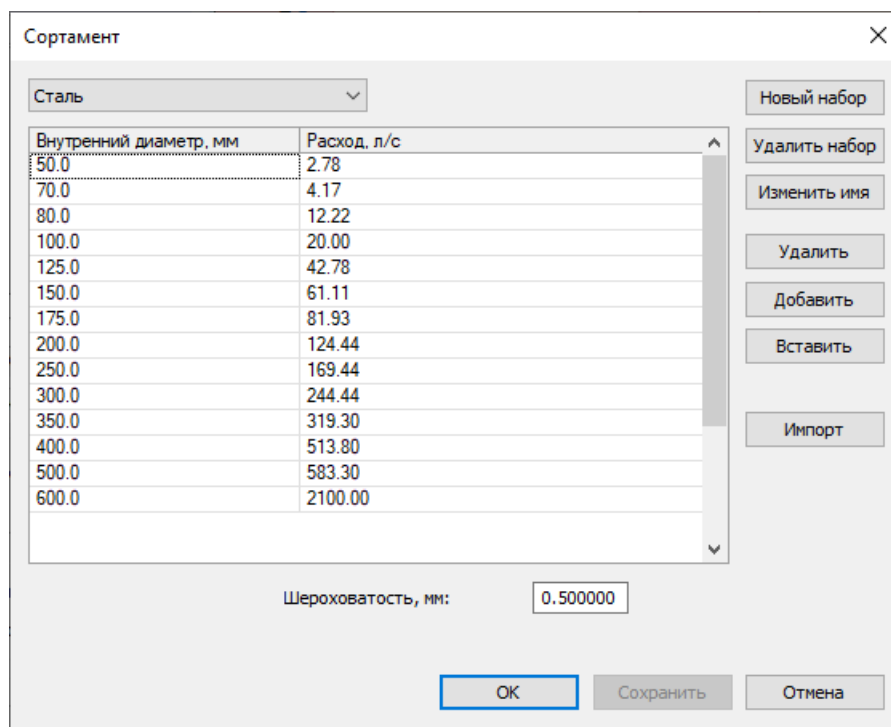 Сортамент
Сталь
Новый набор
Внутренний диаметр, мм Расход, л/с
Удалить набор
50.0 2.78
70.0 4.17
Изменить имя
80.0 12.22
100.0 20.00
Удалить
125.0 42.78
150.0 61.11
Добавить
175.0 81.93
200.0 124.44
Вставить
250.0 169.44
300.0 244.44
350.0 319.30
Импорт
400.0 513.80
500.0 583.30
600.0 2100.00
Шероховатость, мм: 0.500000
OK Сохранить Отмена